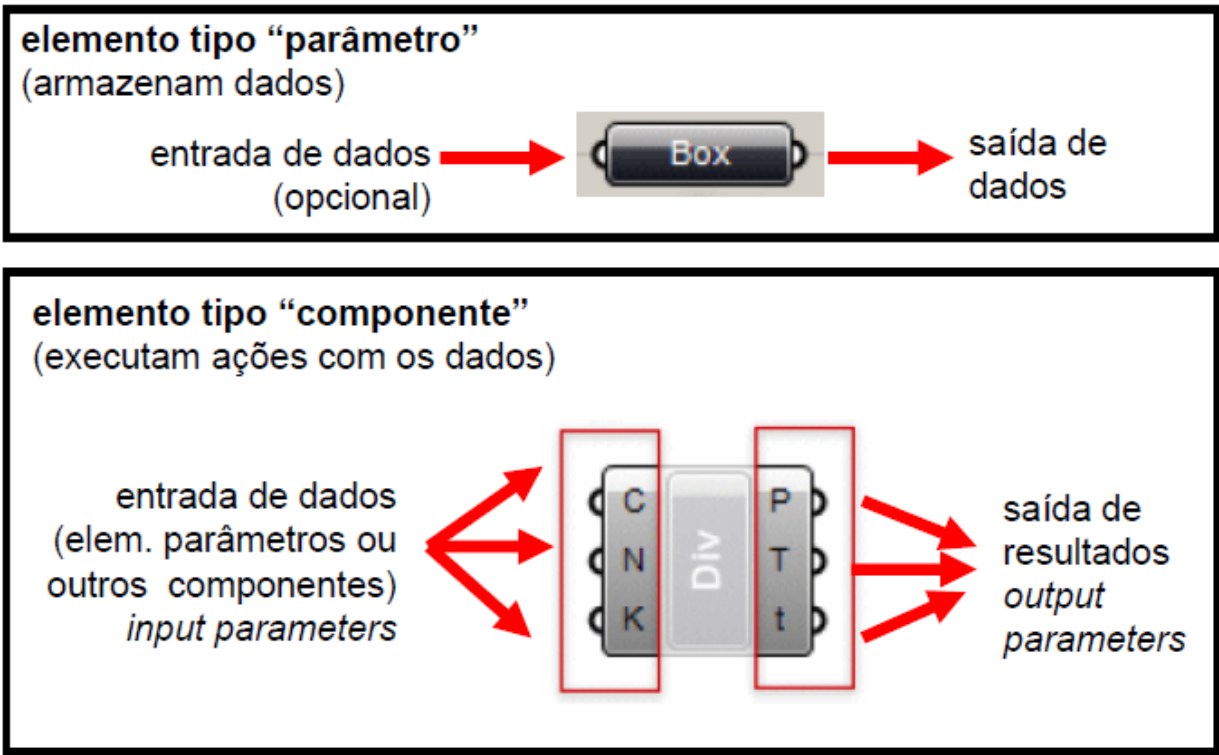 elemento tipo “parâmetro”
(armazenam dados)
entrada de dados
(opcional)
Box
saída de
dados
elemento tipo “componente”
(executam ações com os dados)
entrada de dados
(elem. parâmetros ou
outros componentes)
input parameters
C
N
K
Div
P
T
t
saída de
resultados
output
parameters